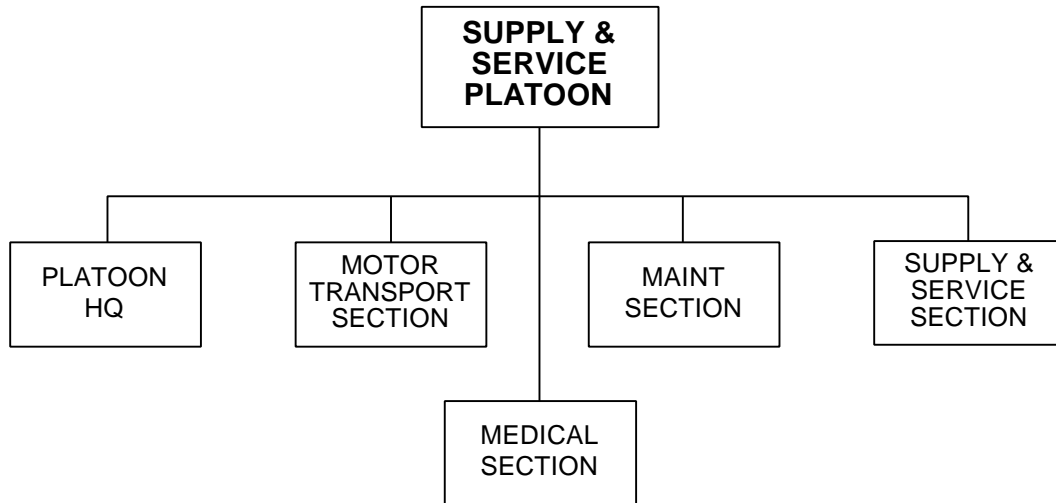 SUPPLY &
SERVICE
PLATOON
PLATOON
HQ
MOTOR
TRANSPORT
SECTION
MAINT
SECTION
SUPPLY &
SERVICE
SECTION
MEDICAL
SECTION